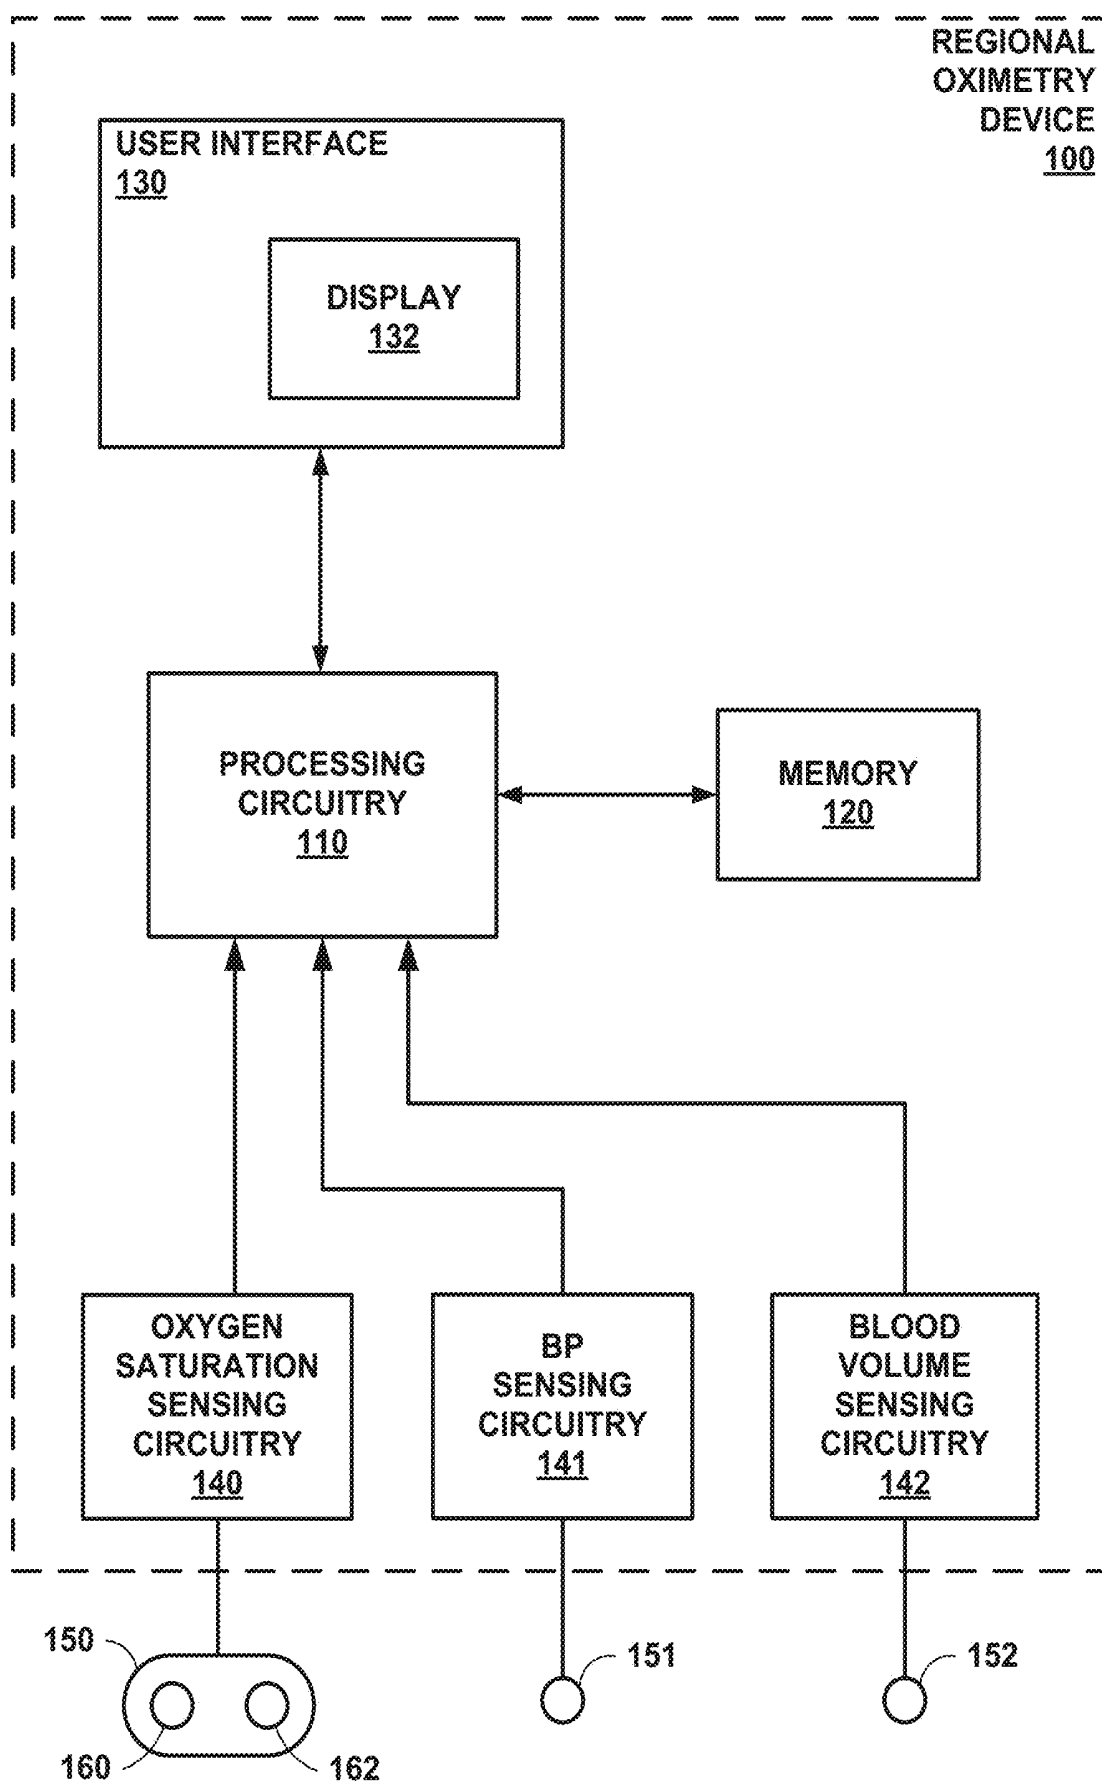 REGIONAL
OXIMETRY
DEVICE
100
USER INTERFACE
130
DISPLAY
132
PROCESSING
CIRCUITRY
110
MEMORY
120
OXYGEN
SATURATION
SENSING
CIRCUITRY
140
BP
SENSING
CIRCUITRY
141
BLOOD
VOLUME
SENSING
CIRCUITRY
142
150
151
152
160
162